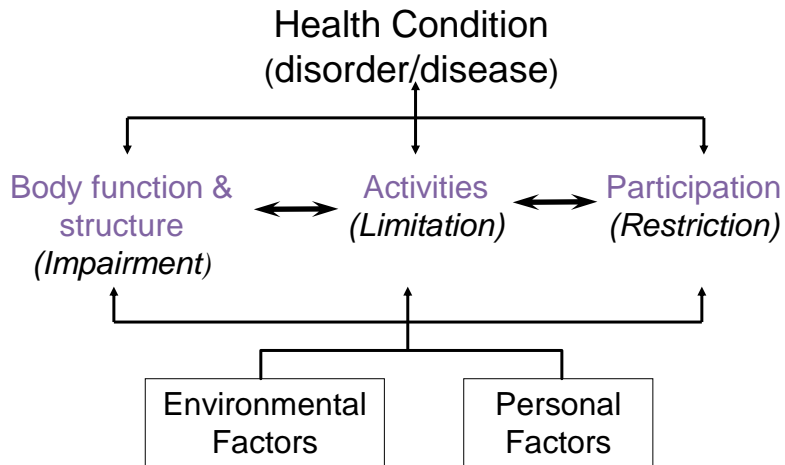 Health Condition
(disorder/disease)
Body function &
structure
(Impairment)
Activities
(Limitation)
Participation
(Restriction)
Environmental
Factors
Personal
Factors